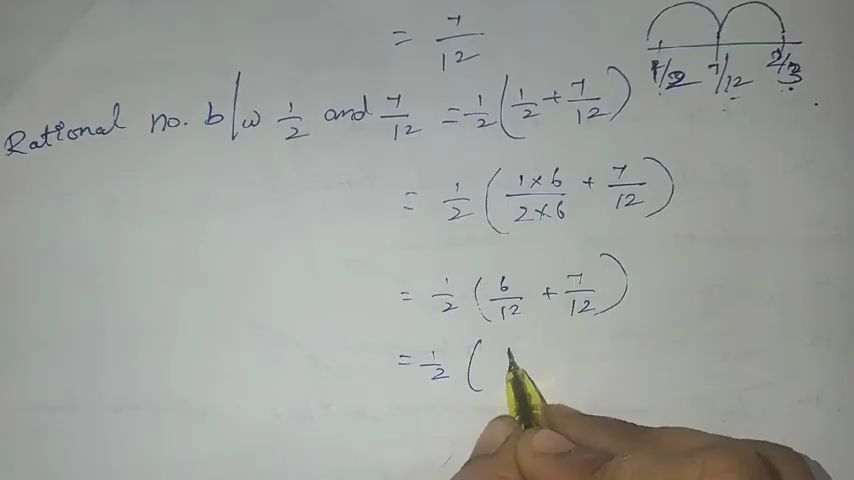 = 7/12
1/2 7/12 2/3
Rational no. b/w 1/2 and 7/12 = 1/2 (1/2 + 7/12)
= 1/2 (1×6/2×6 + 7/12)
= 1/2 (6/12 + 7/12)
= 1/2 (